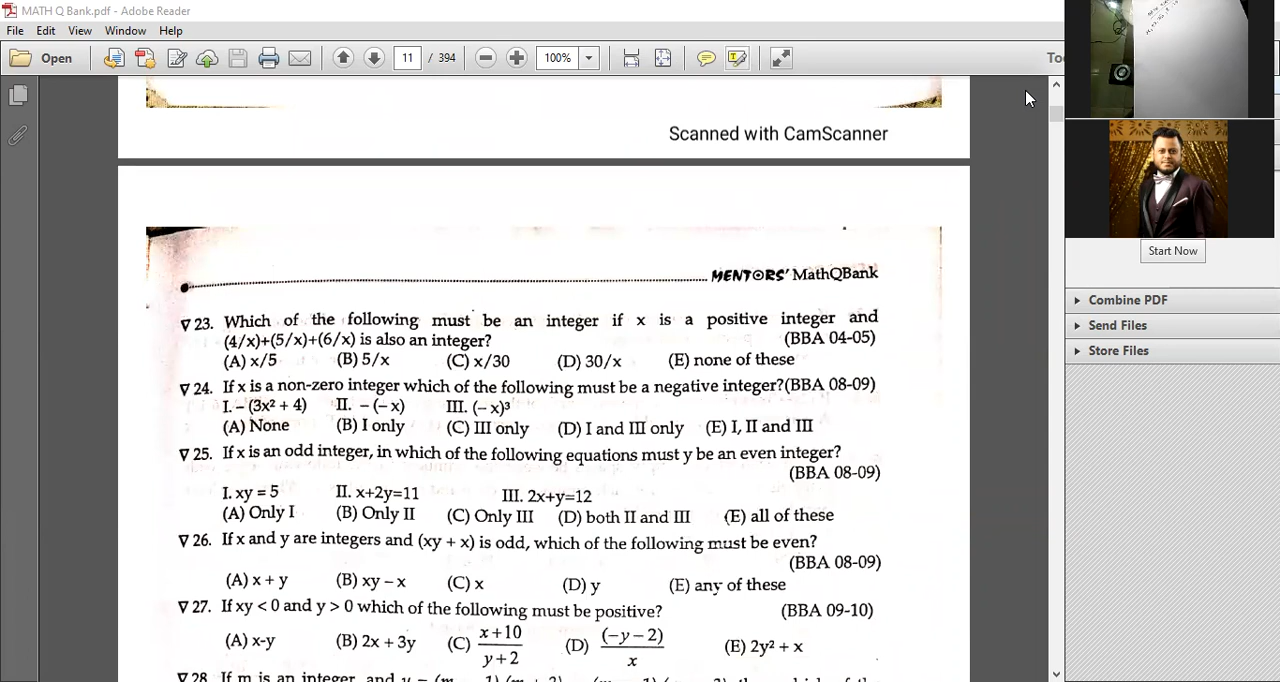 MATH Q Bank.pdf - Adobe Reader
File Edit View Window Help
Open 11 / 394 100%
Scanned with CamScanner
MENTORS' MathQBank
∇ 23. Which of the following must be an integer if x is a positive integer and
(4/x)+(5/x)+(6/x) is also an integer? (BBA 04-05)
(A) x/5 (B) 5/x (C) x/30 (D) 30/x (E) none of these
∇ 24. If x is a non-zero integer which of the following must be a negative integer?(BBA 08-09)
I. – (3x² + 4) II. – (– x) III. (– x)³
(A) None (B) I only (C) III only (D) I and III only (E) I, II and III
∇ 25. If x is an odd integer, in which of the following equations must y be an even integer?
(BBA 08-09)
I. xy = 5 II. x+2y=11 III. 2x+y=12
(A) Only I (B) Only II (C) Only III (D) both II and III (E) all of these
∇ 26. If x and y are integers and (xy + x) is odd, which of the following must be even?
(BBA 08-09)
(A) x + y (B) xy – x (C) x (D) y (E) any of these
∇ 27. If xy < 0 and y > 0 which of the following must be positive? (BBA 09-10)
(A) x-y (B) 2x + 3y (C) x + 10 / y + 2 (D) (– y – 2) / x (E) 2y² + x
∇ 28. If m is an integer, and
Start Now
Combine PDF
Send Files
Store Files